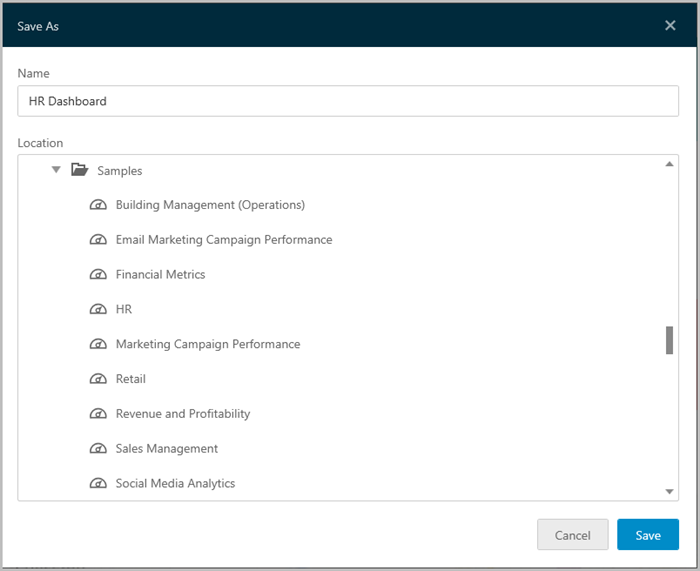 Save As
Name
HR Dashboard
Location
Samples
Building Management (Operations)
Email Marketing Campaign Performance
Financial Metrics
HR
Marketing Campaign Performance
Retail
Revenue and Profitability
Sales Management
Social Media Analytics
Cancel Save